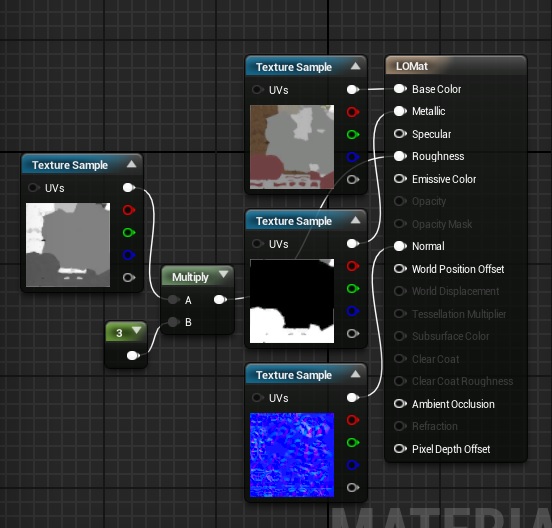 Texture Sample
UVs
LOMat
Base Color
Metallic
Specular
Roughness
Emissive Color
Opacity
Opacity Mask
Normal
World Position Offset
World Displacement
Tessellation Multiplier
Subsurface Color
Clear Coat
Clear Coat Roughness
Ambient Occlusion
Refraction
Pixel Depth Offset
Texture Sample
UVs
Texture Sample
UVs
Multiply
A
B
3
Texture Sample
UVs
MATERIA